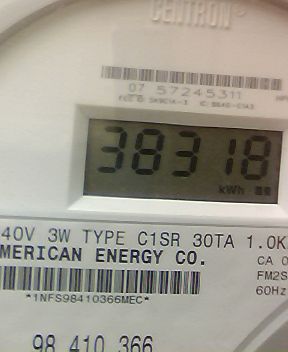 CENTRON®
07 57245311
38318
kWh
40V 3W TYPE C1SR 30TA 1.0K
MERICAN ENERGY CO.
CA 0
FM2S
60Hz
*1NFS98410366MEC*
98 410 366